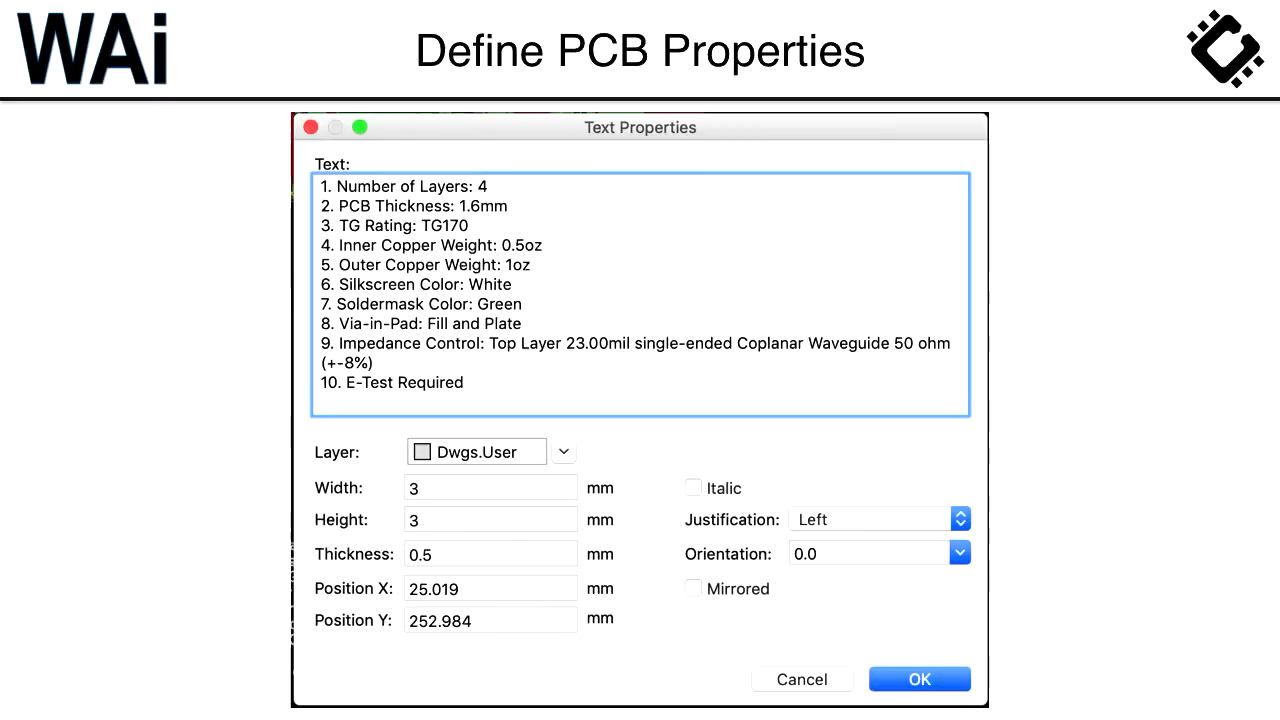 WAi
Define PCB Properties
Text Properties
Text:
1. Number of Layers: 4
2. PCB Thickness: 1.6mm
3. TG Rating: TG170
4. Inner Copper Weight: 0.5oz
5. Outer Copper Weight: 1oz
6. Silkscreen Color: White
7. Soldermask Color: Green
8. Via-in-Pad: Fill and Plate
9. Impedance Control: Top Layer 23.00mil single-ended Coplanar Waveguide 50 ohm
(+-8%)
10. E-Test Required
Layer: Dwgs.User
Width: 3 mm Italic
Height: 3 mm Justification: Left
Thickness: 0.5 mm Orientation: 0.0
Position X: 25.019 mm Mirrored
Position Y: 252.984 mm
Cancel OK